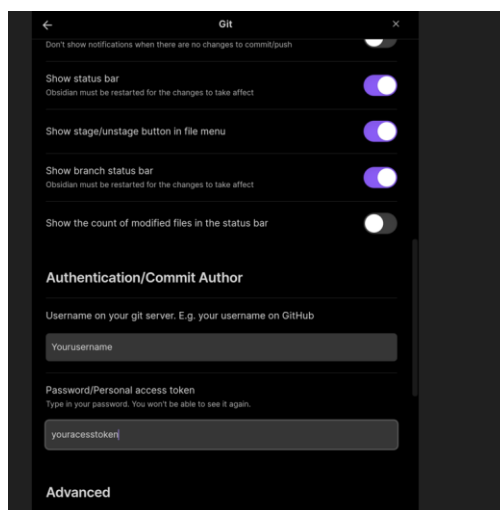 Git
Don't show notifications when there are no changes to commit/push
Show status bar
Obsidian must be restarted for the changes to take affect
Show stage/unstage button in file menu
Show branch status bar
Obsidian must be restarted for the changes to take affect
Show the count of modified files in the status bar
Authentication/Commit Author
Username on your git server. E.g. your username on GitHub
Yourusername
Password/Personal access token
Type in your password. You won't be able to see it again.
youracesstoken
Advanced